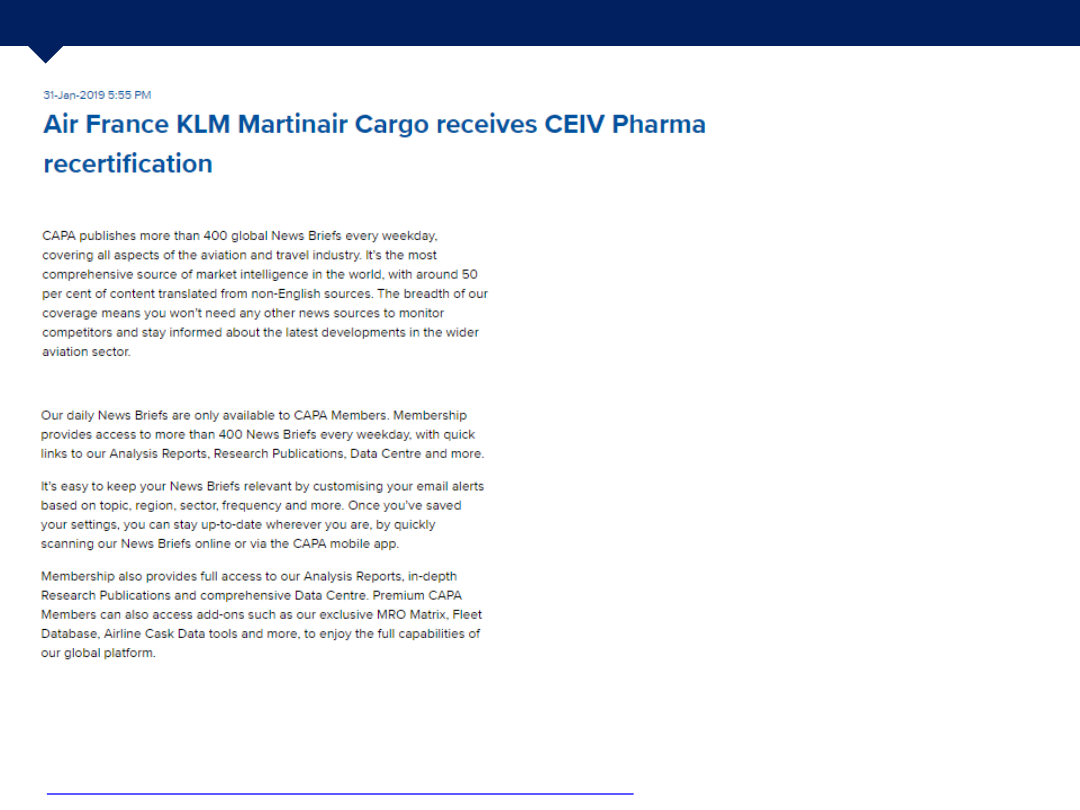 31-Jan-2019 5:55 PM
Air France KLM Martinair Cargo receives CEIV Pharma
recertification
CAPA publishes more than 400 global News Briefs every weekday,
covering all aspects of the aviation and travel industry. It's the most
comprehensive source of market intelligence in the world, with around 50
per cent of content translated from non-English sources. The breadth of our
coverage means you won't need any other news sources to monitor
competitors and stay informed about the latest developments in the wider
aviation sector.
Our daily News Briefs are only available to CAPA Members. Membership
provides access to more than 400 News Briefs every weekday, with quick
links to our Analysis Reports, Research Publications, Data Centre and more.
It's easy to keep your News Briefs relevant by customising your email alerts
based on topic, region, sector, frequency and more. Once you've saved
your settings, you can stay up-to-date wherever you are, by quickly
scanning our News Briefs online or via the CAPA mobile app.
Membership also provides full access to our Analysis Reports, in-depth
Research Publications and comprehensive Data Centre. Premium CAPA
Members can also access add-ons such as our exclusive MRO Matrix, Fleet
Database, Airline Cask Data tools and more, to enjoy the full capabilities of
our global platform.